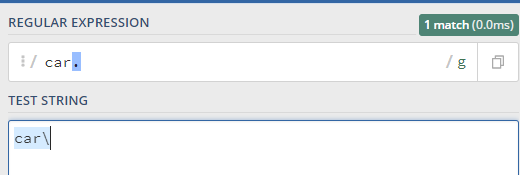 REGULAR EXPRESSION 1 match (0.0ms)
/ car. / g
TEST STRING
car\